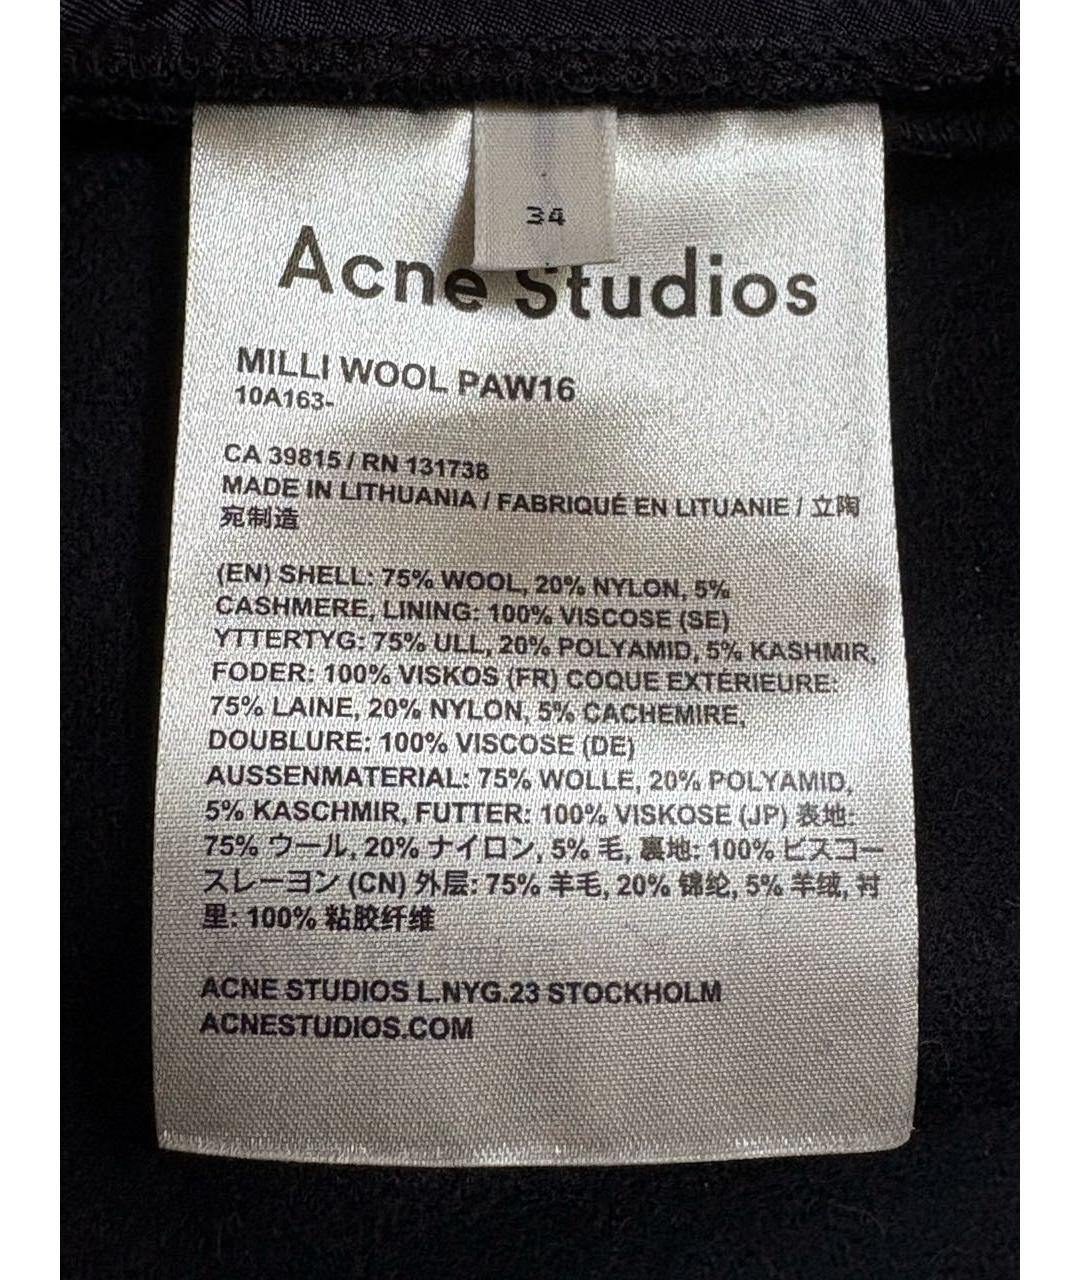 34
Acne Studios
MILLI WOOL PAW16
10A163-
CA 39815 / RN 131738
MADE IN LITHUANIA / FABRIQUÉ EN LITUANIE / 立陶
宛制造
(EN) SHELL: 75% WOOL, 20% NYLON, 5%
CASHMERE, LINING: 100% VISCOSE (SE)
YTTERTYG: 75% ULL, 20% POLYAMID, 5% KASHMIR,
FODER: 100% VISKOS (FR) COQUE EXTÉRIEURE:
75% LAINE, 20% NYLON, 5% CACHEMIRE,
DOUBLURE: 100% VISCOSE (DE)
AUSSENMATERIAL: 75% WOLLE, 20% POLYAMID,
5% KASCHMIR, FUTTER: 100% VISKOSE (JP) 表地:
75% ウール, 20% ナイロン, 5% 毛, 裏地: 100% ビスコー
スレーヨン (CN) 外层: 75% 羊毛, 20% 锦纶, 5% 羊绒, 衬
里: 100% 粘胶纤维
ACNE STUDIOS L.NYG.23 STOCKHOLM
ACNESTUDIOS.COM